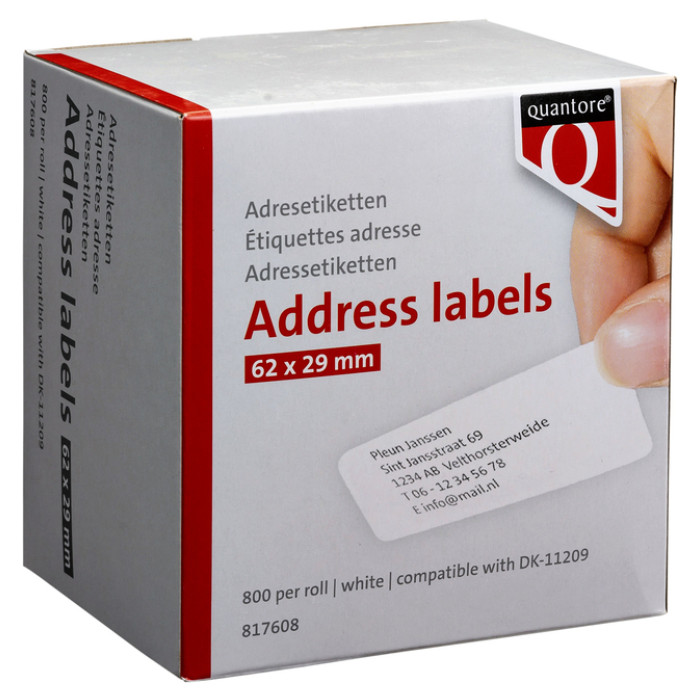 quantore®
Q
Adresetiketten
Étiquettes adresse
Adressetiketten
Address labels
62 x 29 mm
Pleun Janssen
Sint Jansstraat 69
1234 AB Velthorsterweide
T 06 - 12 34 56 78
E info@mail.nl
800 per roll | white | compatible with DK-11209
817608
Adresetiketten
Étiquettes adresse
Adressetiketten
Address labels 62 x 29 mm
800 per roll | white | compatible with DK-11209
817608